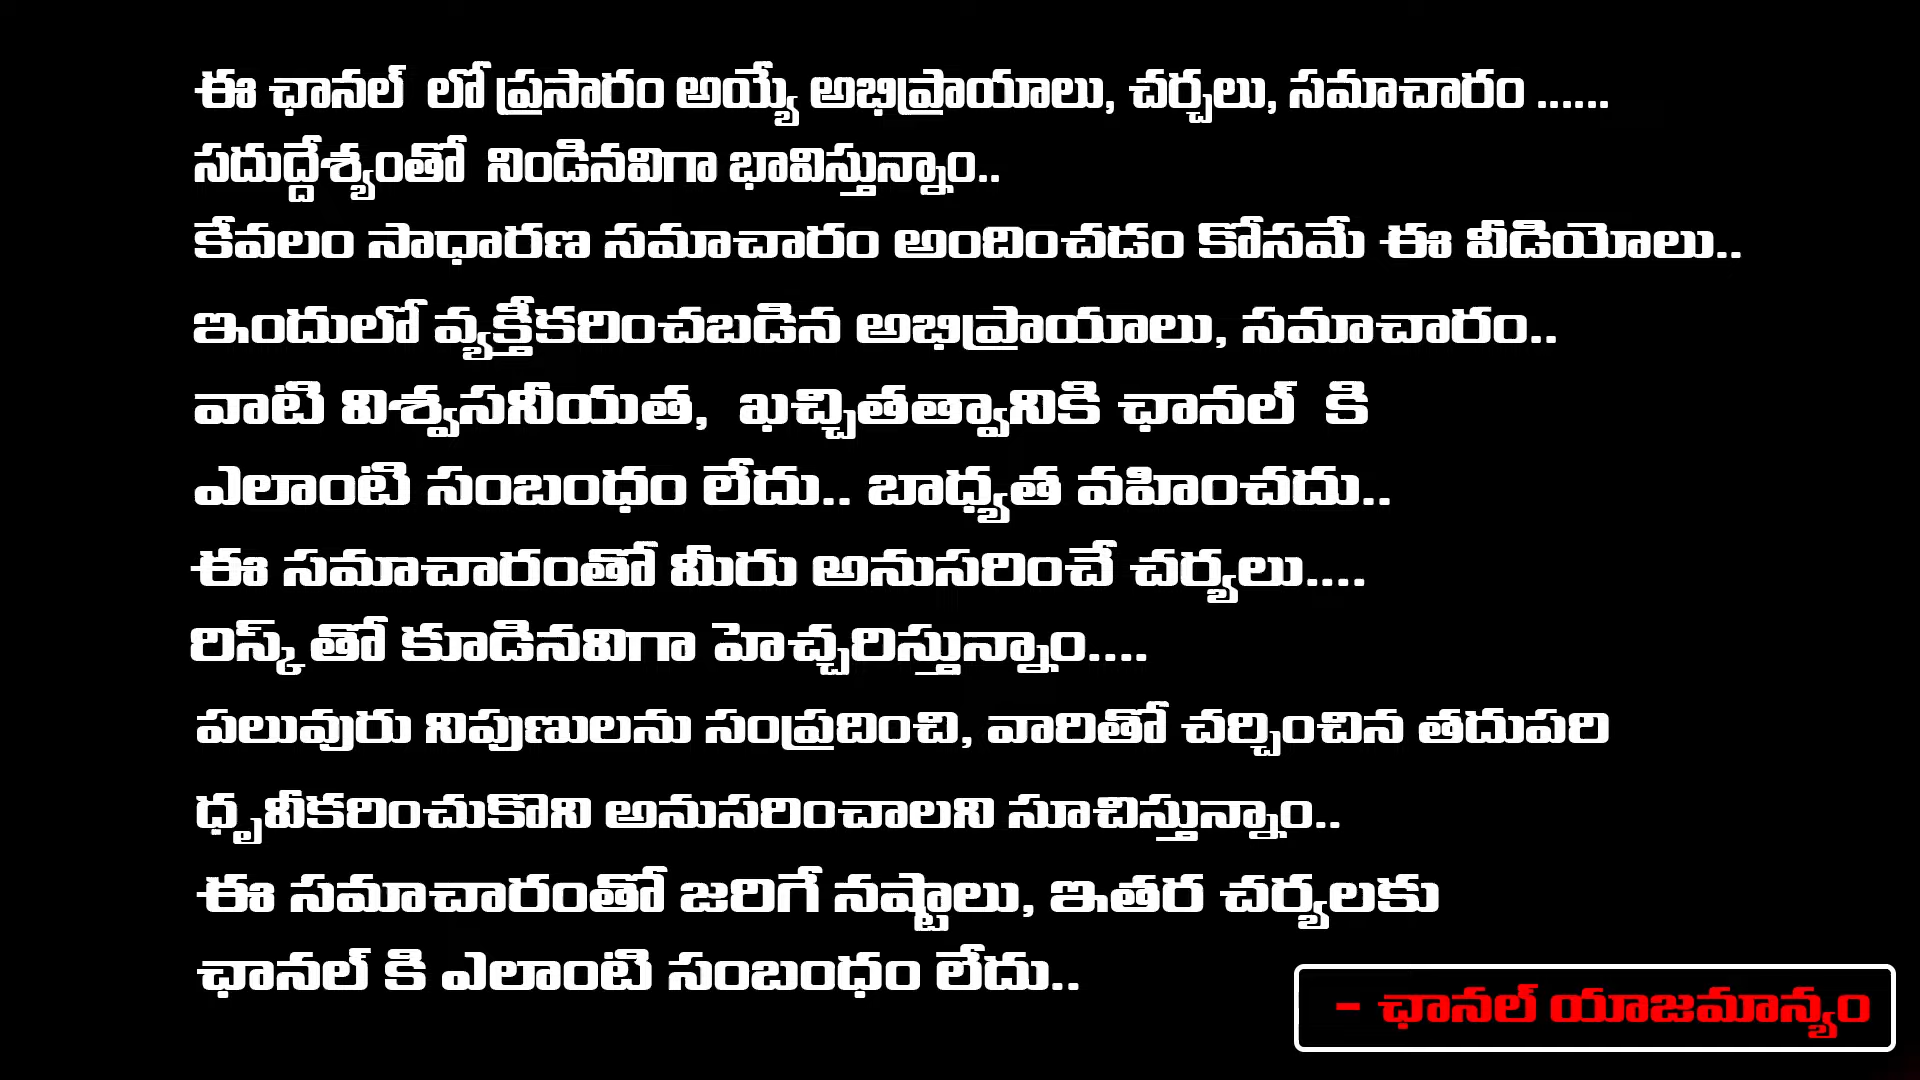 ఈ ఛానల్ లో ప్రసారం అయ్యే అభిప్రాయాలు, చర్చలు, సమాచారం ......
సదుద్దేశ్యంతో నిండినవిగా భావిస్తున్నాం..
కేవలం సాధారణ సమాచారం అందించడం కోసమే ఈ వీడియోలు..
ఇందులో వ్యక్తీకరించబడిన అభిప్రాయాలు, సమాచారం..
వాటి విశ్వసనీయత, ఖచ్చితత్వానికి ఛానల్ కి
ఎలాంటి సంబంధం లేదు.. బాధ్యత వహించదు..
ఈ సమాచారంతో మీరు అనుసరించే చర్యలు....
రిస్క్ తో కూడినవిగా హెచ్చరిస్తున్నాం....
పలువురు నిపుణులను సంప్రదించి, వారితో చర్చించిన తదుపరి
ధృవీకరించుకొని అనుసరించాలని సూచిస్తున్నాం..
ఈ సమాచారంతో జరిగే నష్టాలు, ఇతర చర్యలకు
ఛానల్ కి ఎలాంటి సంబంధం లేదు..
- ఛానల్ యాజమాన్యం